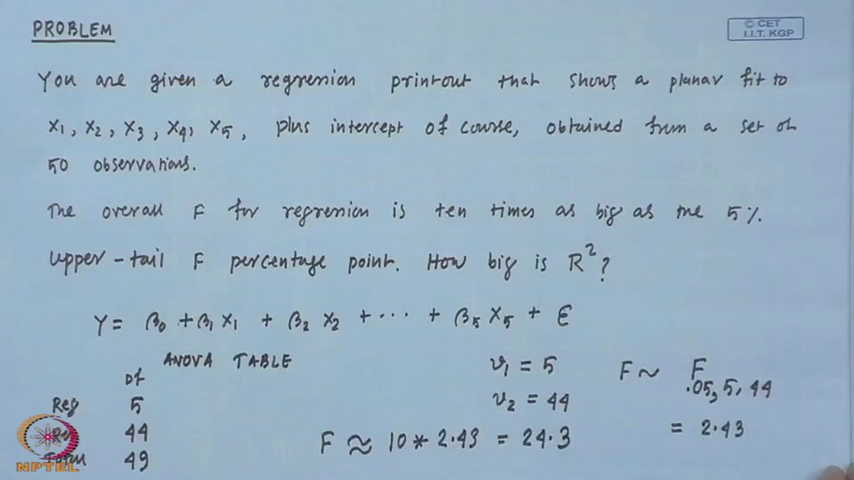 PROBLEM
© CET
I.I.T. KGP
You are given a regression printout that shows a planar fit to
X1, X2, X3, X4, X5, plus intercept of course, obtained from a set of
50 observations.
The overall F for regression is ten times as big as the 5%
Upper-tail F percentage point. How big is R²?
Y = β0 + β1 X1 + β2 X2 + ··· + β5 X5 + ε
ANOVA TABLE
Df
Reg 5
44
49
ν1 = 5
ν2 = 44
F ~ F .05, 5, 44
= 2.43
F ≈ 10 * 2.43 = 24.3
NPTEL